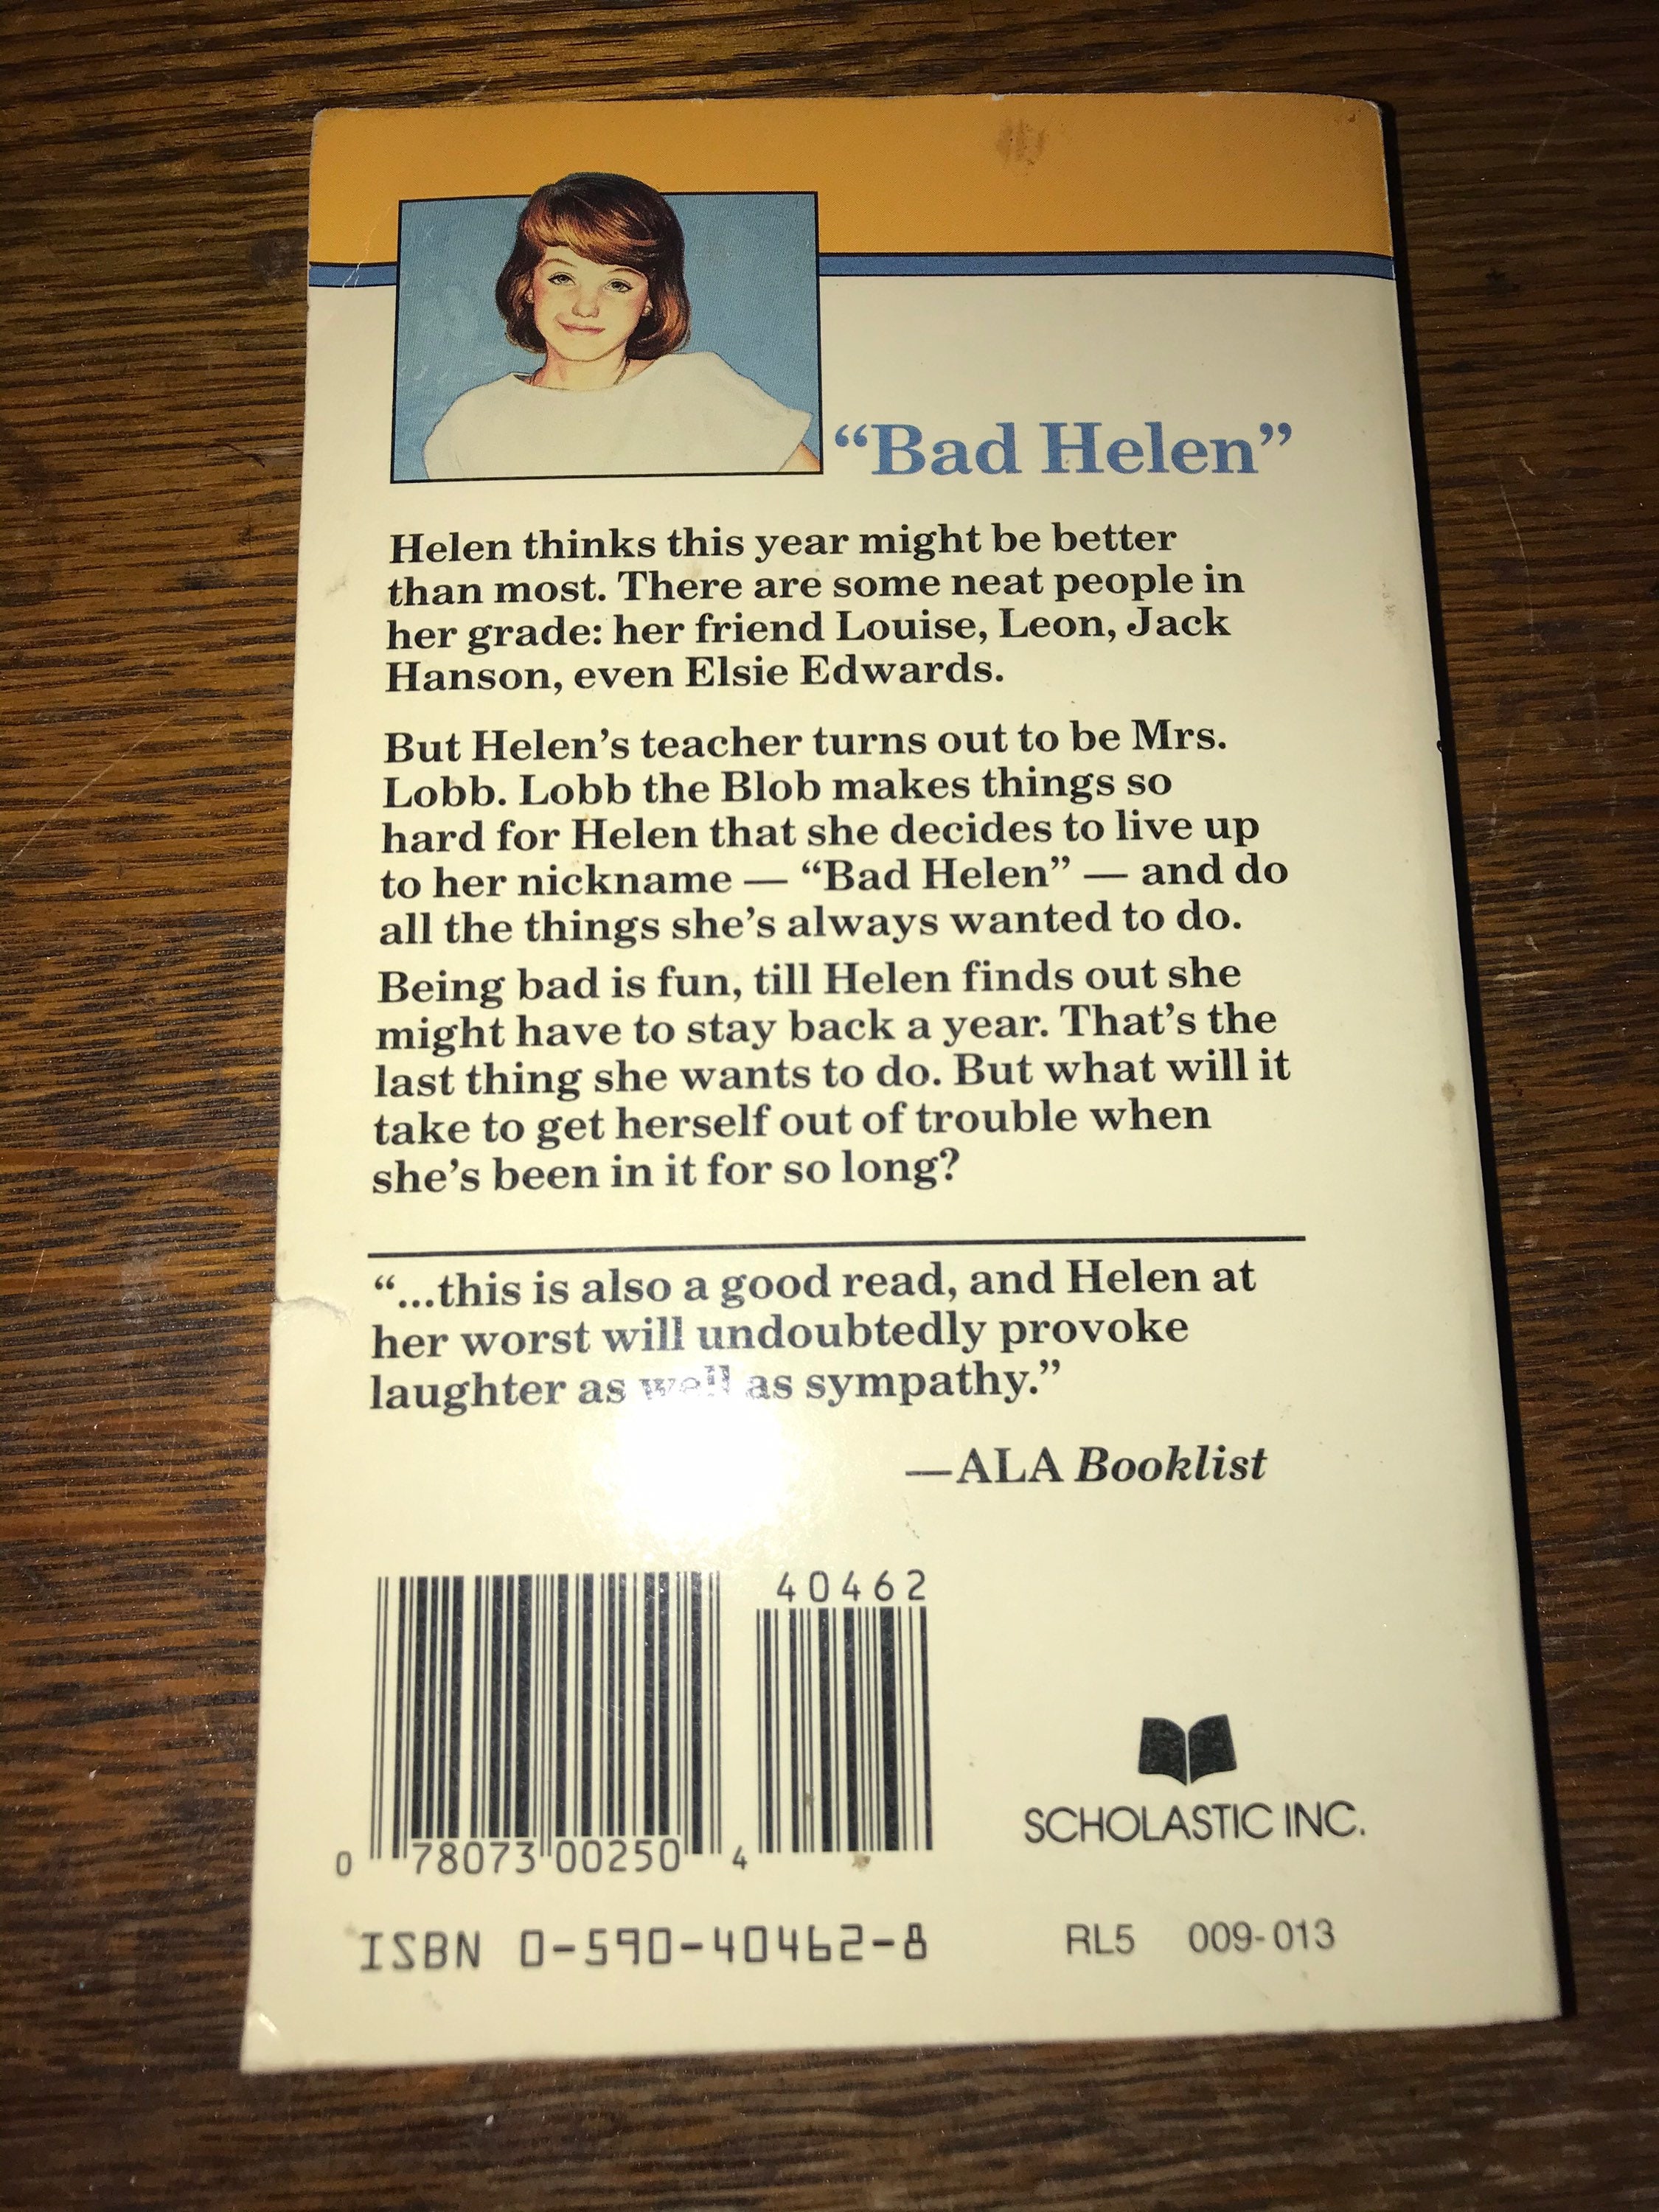 “Bad Helen”
Helen thinks this year might be better
than most. There are some neat people in
her grade: her friend Louise, Leon, Jack
Hanson, even Elsie Edwards.
But Helen’s teacher turns out to be Mrs.
Lobb. Lobb the Blob makes things so
hard for Helen that she decides to live up
to her nickname — “Bad Helen” — and do
all the things she’s always wanted to do.
Being bad is fun, till Helen finds out she
might have to stay back a year. That’s the
last thing she wants to do. But what will it
take to get herself out of trouble when
she’s been in it for so long?
“...this is also a good read, and Helen at
her worst will undoubtedly provoke
laughter as well as sympathy.”
—ALA Booklist
40462
0 78073 00250 4
SCHOLASTIC INC.
ISBN 0-590-40462-8
RL5 009-013